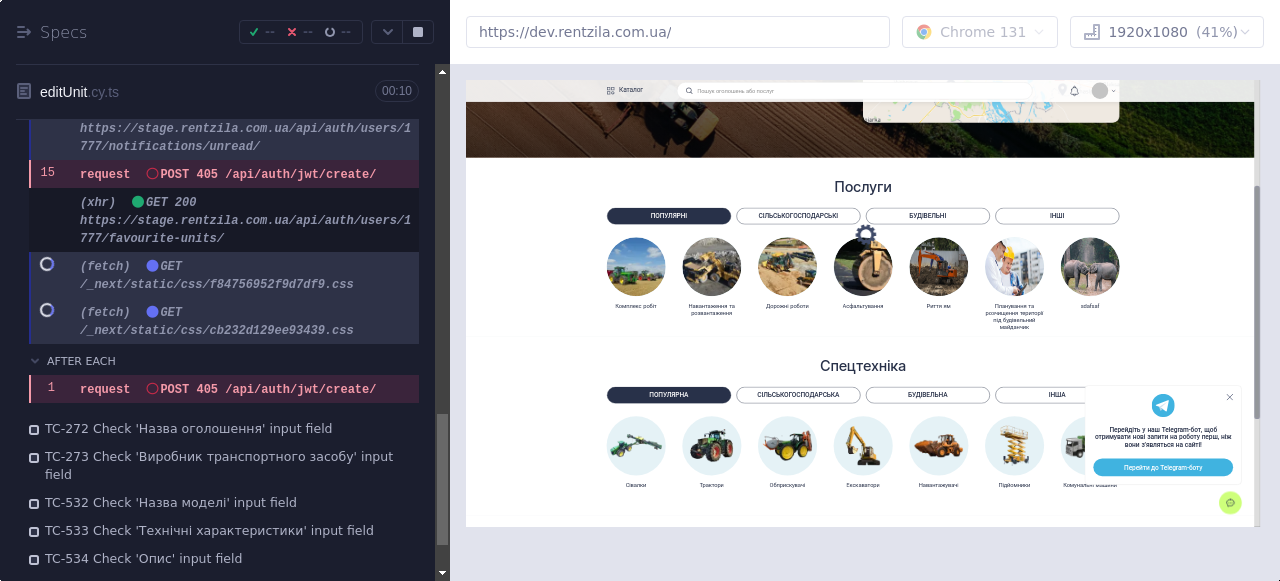 Specs
--
--
--
editUnit.cy.ts
00:10
https://stage.rentzila.com.ua/api/auth/users/1
777/notifications/unread/
15 request POST 405 /api/auth/jwt/create/
(xhr) GET 200
https://stage.rentzila.com.ua/api/auth/users/1
777/favourite-units/
(fetch) GET
/_next/static/css/f84756952f9d7df9.css
(fetch) GET
/_next/static/css/cb232d129ee93439.css
AFTER EACH
1 request POST 405 /api/auth/jwt/create/
TC-272 Check 'Назва оголошення' input field
TC-273 Check 'Виробник транспортного засобу' input
field
TC-532 Check 'Назва моделі' input field
TC-533 Check 'Технічні характеристики' input field
TC-534 Check 'Опис' input field
https://dev.rentzila.com.ua/
Chrome 131
1920x1080 (41%)
Каталог
Пошук оголошень або послуг
Послуги
ПОПУЛЯРНІ
СІЛЬСЬКОГОСПОДАРСЬКІ
БУДІВЕЛЬНІ
ІНШІ
Комплекс робіт
Навантаження та
розвантаження
Дорожні роботи
Асфальтування
Риття ям
Планування та
розчищення території
під будівельний
майданчик
sdafsaf
Спецтехніка
ПОПУЛЯРНА
СІЛЬСЬКОГОСПОДАРСЬКА
БУДІВЕЛЬНА
ІНША
Сівалки
Трактори
Обприскувачі
Екскаватори
Навантажувачі
Підйомники
Комунальні машини
Перейдіть у наш Telegram-бот, щоб
отримувати нові запити на роботу перш, ніж
вони з'являться на сайті!
Перейти до Telegram-боту